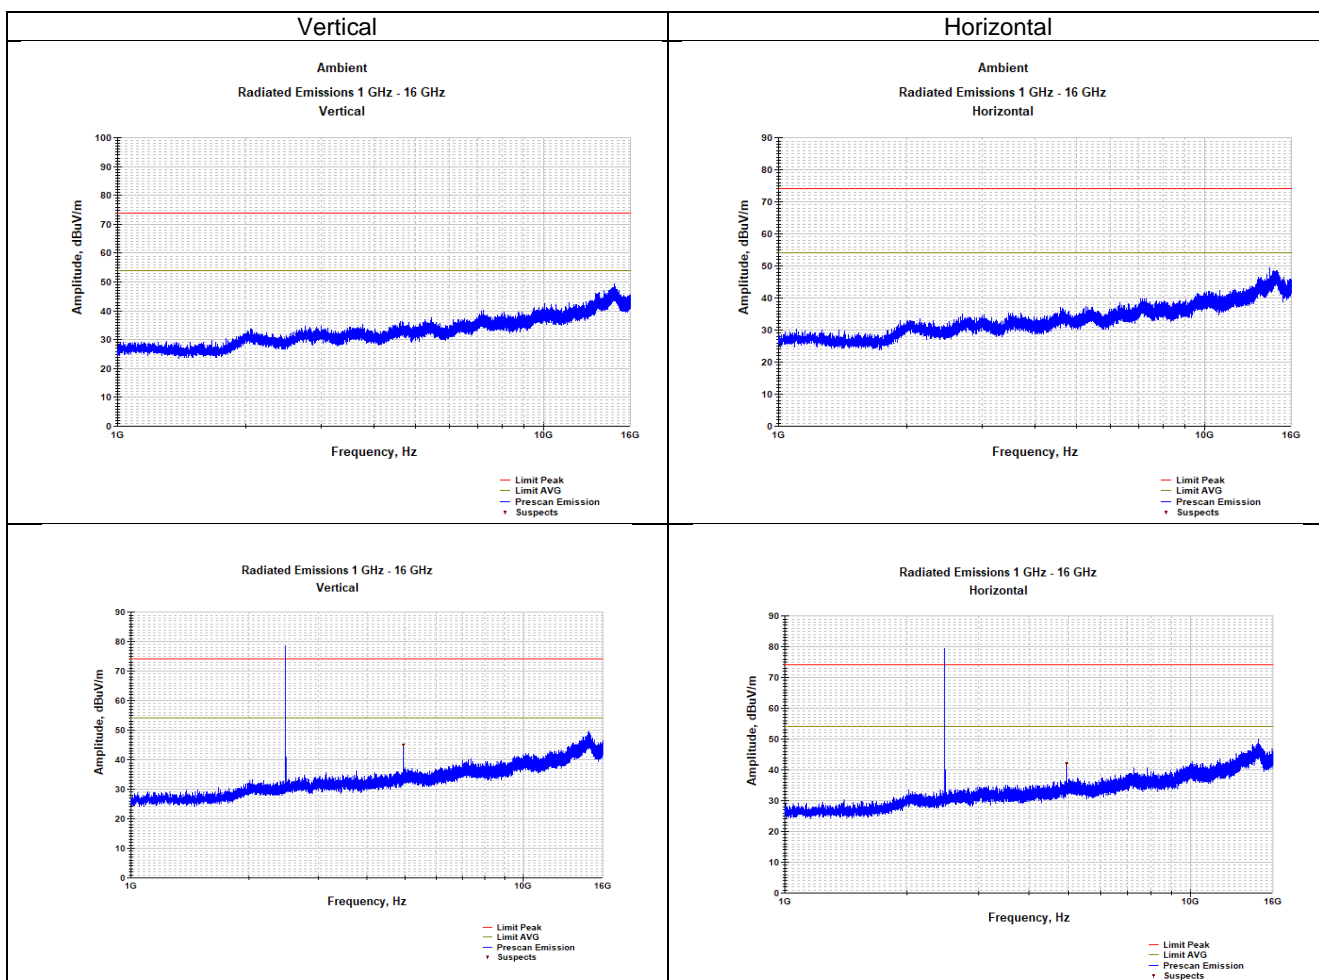 Vertical
Horizontal
Ambient
Radiated Emissions 1 GHz - 16 GHz
Vertical
100
90
80
70
60
50
40
30
20
10
0
Amplitude, dBuV/m
1G
10G
16G
Frequency, Hz
Limit Peak
Limit AVG
Prescan Emission
Suspects
Ambient
Radiated Emissions 1 GHz - 16 GHz
Horizontal
90
80
70
60
50
40
30
20
10
0
Amplitude, dBuV/m
1G
10G
16G
Frequency, Hz
Limit Peak
Limit AVG
Prescan Emission
Suspects
Radiated Emissions 1 GHz - 16 GHz
Vertical
90
80
70
60
50
40
30
20
10
0
Amplitude, dBuV/m
1G
10G
16G
Frequency, Hz
Limit Peak
Limit AVG
Prescan Emission
Suspects
Radiated Emissions 1 GHz - 16 GHz
Horizontal
90
80
70
60
50
40
30
20
10
0
Amplitude, dBuV/m
1G
10G
16G
Frequency, Hz
Limit Peak
Limit AVG
Prescan Emission
Suspects